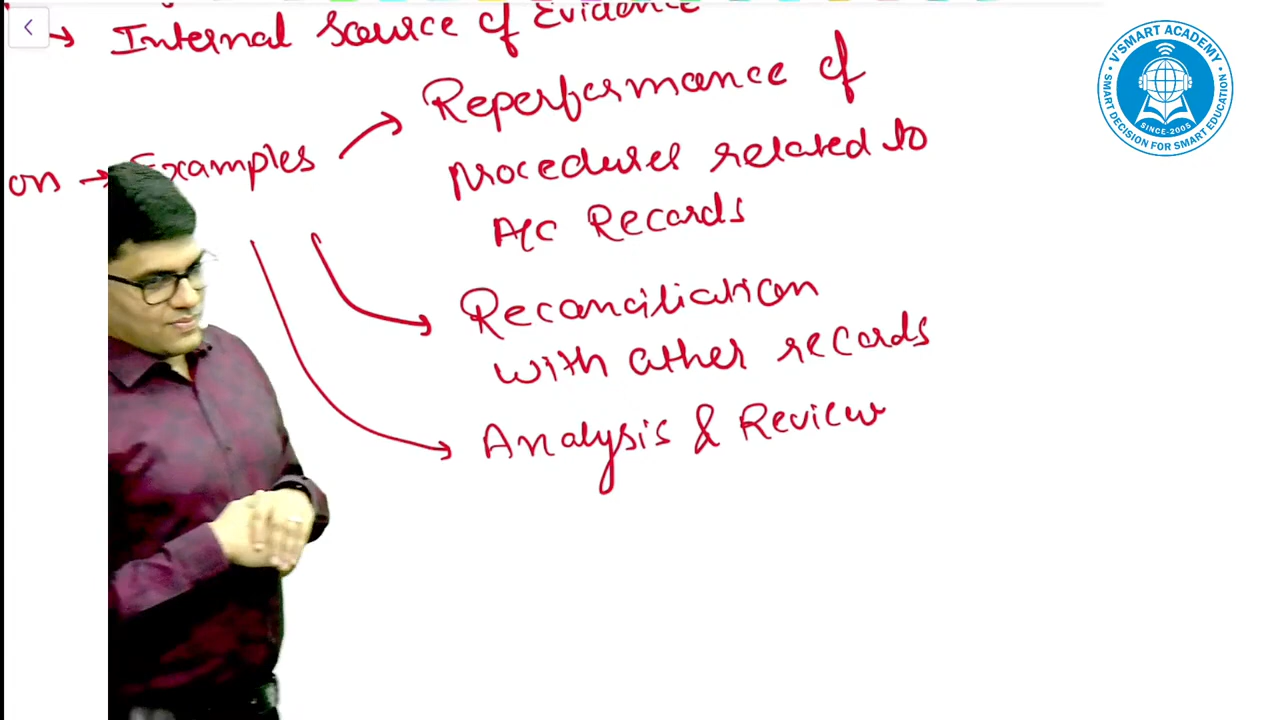 → Internal Source of Evidence
on → Examples
Reperformance of
procedures related to
A/C Records
Reconciliation
with other records
Analysis & Review
V'SMART ACADEMY
SINCE-2005
SMART DECISION FOR SMART EDUCATION